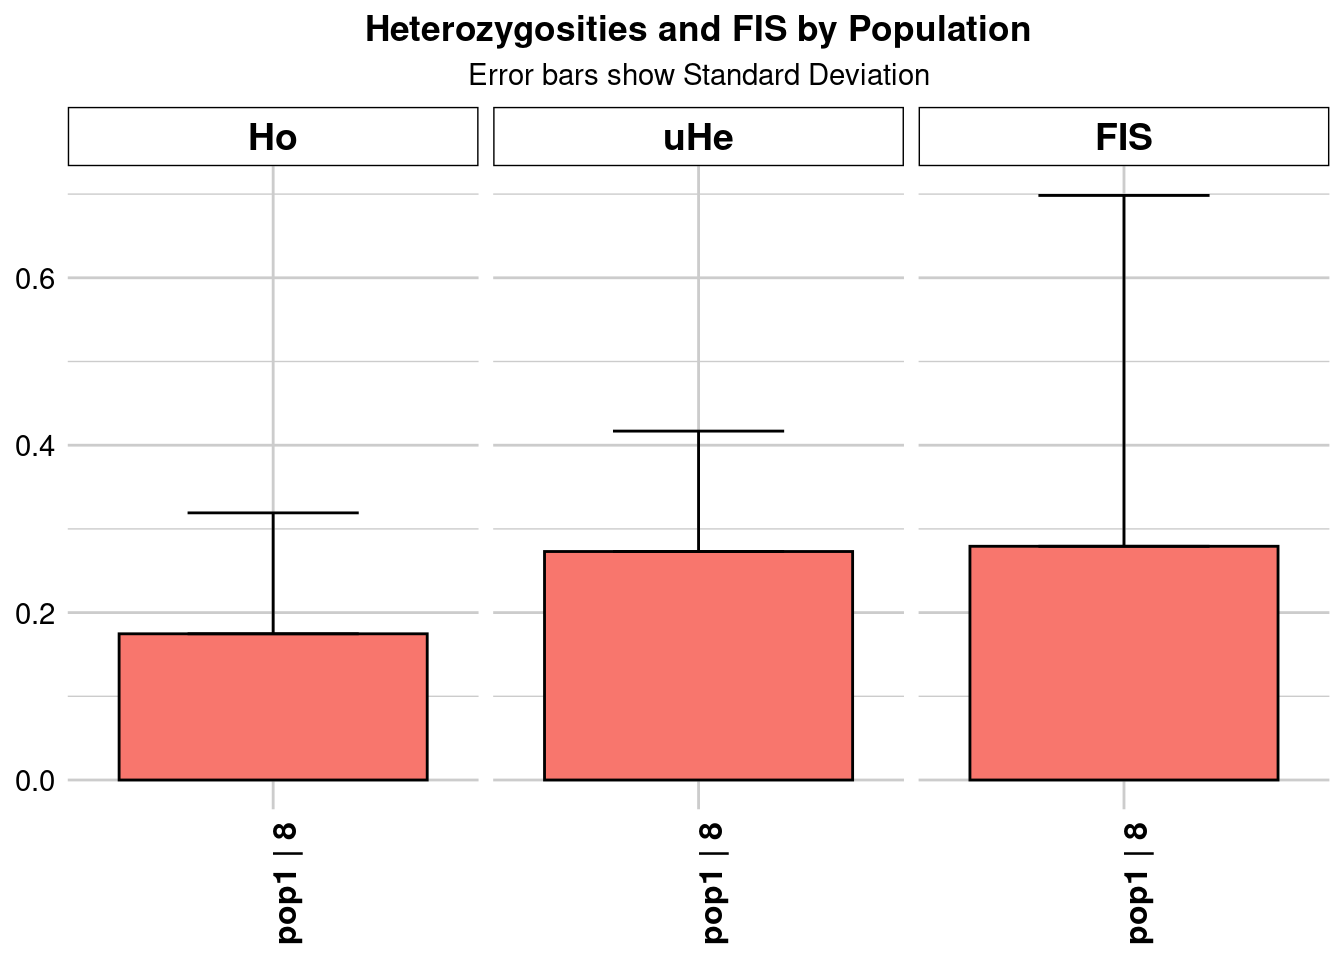 Heterozygosities and FIS by Population
Error bars show Standard Deviation
Ho
uHe
FIS
0.6
0.4
0.2
0.0
pop1 | 8
pop1 | 8
pop1 | 8